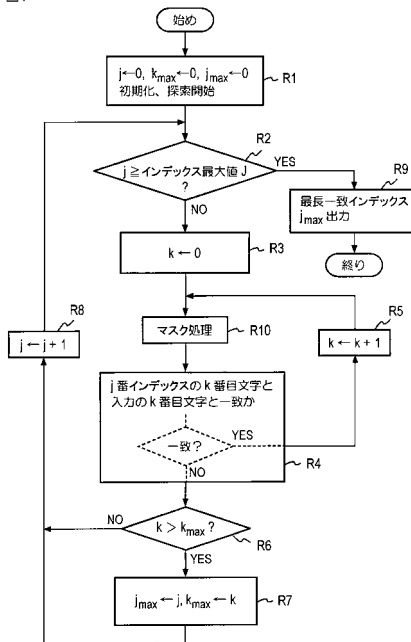 始め
j←0, kmax←0, jmax←0
初期化、探索開始
R1
R2
j≧インデックス最大値 J
?
YES
NO
R9
最長一致インデックス
jmax 出力
終り
k←0
R3
R8
j←j+1
マスク処理
R10
R5
k←k+1
j番インデックスのk番目文字と
入力のk番目文字と一致か
一致?
YES
NO
R4
NO
k>kmax?
R6
YES
jmax←j, kmax←k
R7